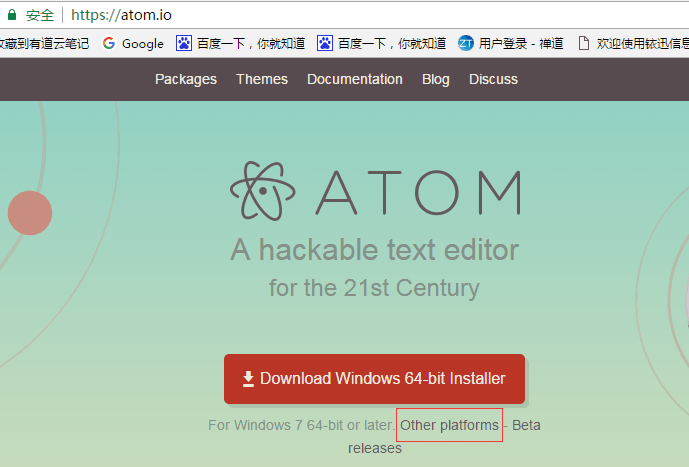 安全 https://atom.io
收藏到有道云笔记 Google 百度一下，你就知道 百度一下，你就知道 用户登录 - 禅道 欢迎使用铱迅信息
Packages Themes Documentation Blog Discuss
ATOM
A hackable text editor
for the 21st Century
Download Windows 64-bit Installer
For Windows 7 64-bit or later. Other platforms - Beta
releases